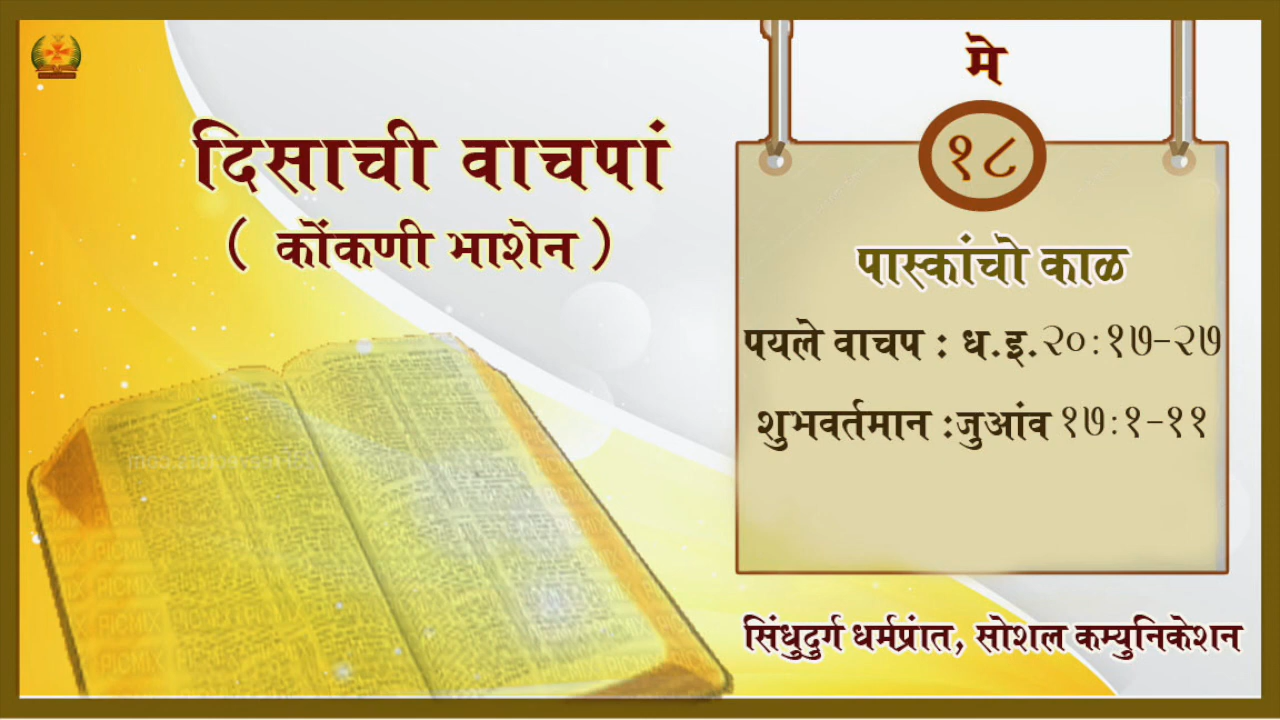 दिसाची वाचपां
( कोंकणी भाशेन )
मे
१८
पास्कांचो काळ
पयले वाचप : ध.इ.२०:१७-२७
शुभवर्तमान :जुआंव १७:१-११
सिंधुदुर्ग धर्मप्रांत, सोशल कम्युनिकेशन